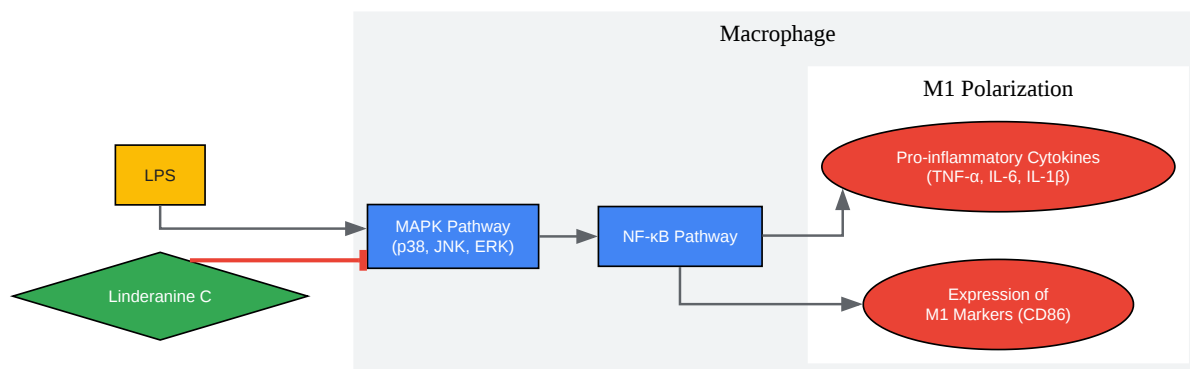 Macrophage
M1 Polarization
LPS
Pro-inflammatory Cytokines
(TNF-α, IL-6, IL-1β)
MAPK Pathway
(p38, JNK, ERK)
NF-κB Pathway
Linderanine C
Expression of
M1 Markers (CD86)